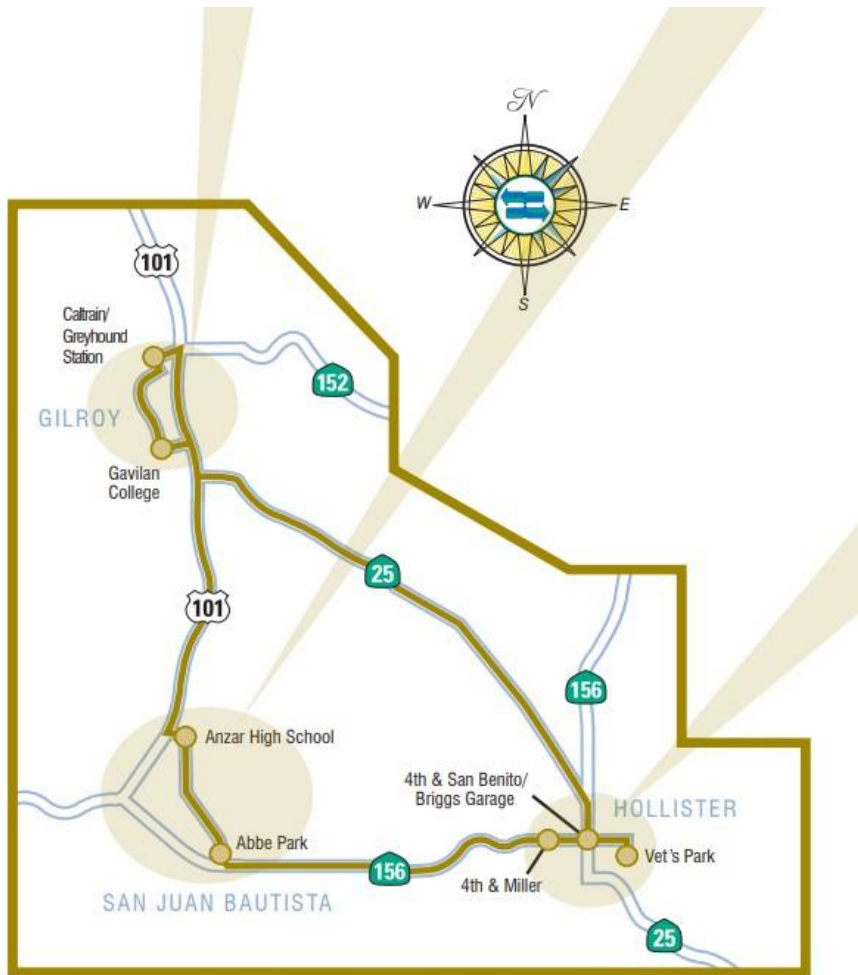 N
W
E
S
101
Caltrain/
Greyhound
Station
152
GILROY
Gavilan
College
25
101
156
Anzar High School
4th & San Benito/
Briggs Garage
HOLLISTER
Abbe Park
Vet's Park
156
4th & Miller
SAN JUAN BAUTISTA
25